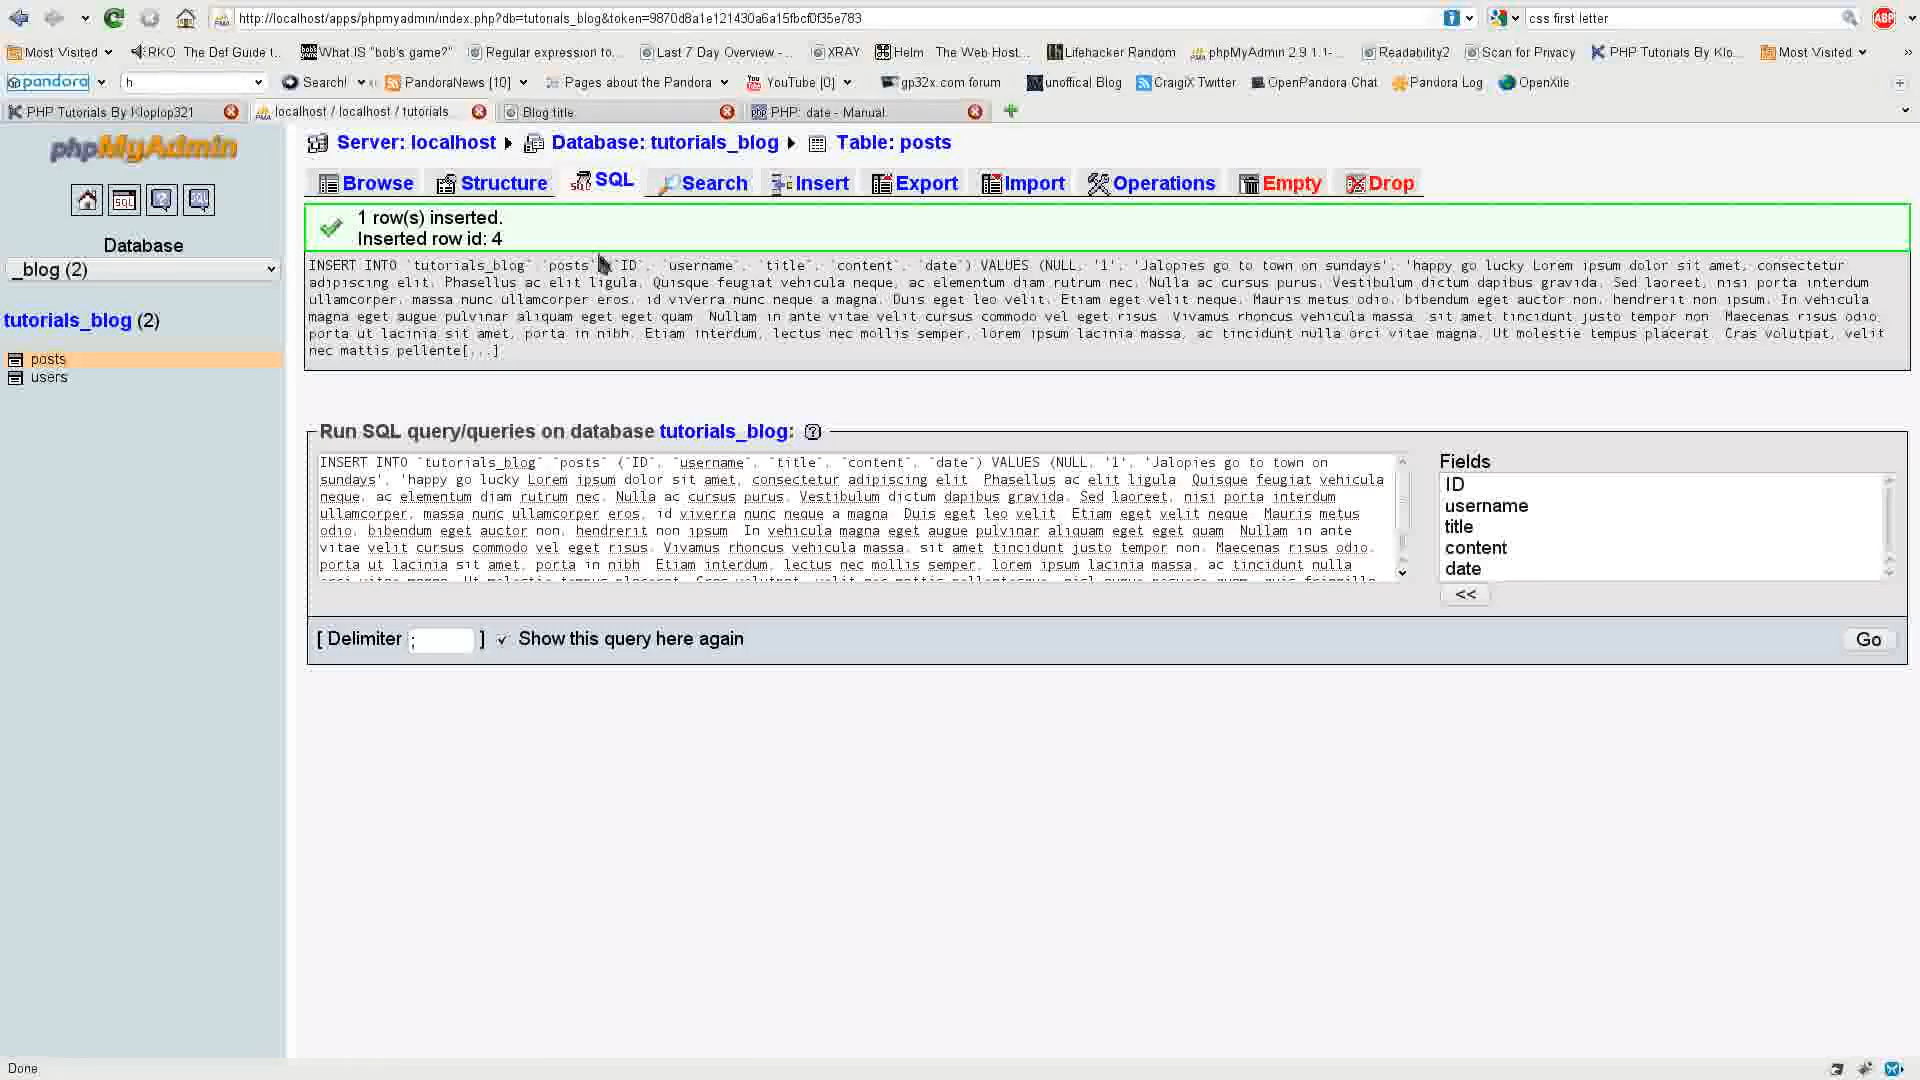 http://localhost/apps/phpmyadmin/index.php?db=tutorials_blog&token=9870d8a1e121430a6a15fbcf0f35e783
css first letter
ABP
Most Visited
RKO   The Def Guide t...
What IS "bob's game?"
Regular expression to...
Last 7 Day Overview - ...
XRAY
Helm   The Web Host...
Lifehacker Random
phpMyAdmin 2.9 1.1-...
Readability2
Scan for Privacy
PHP Tutorials By Klo...
Most Visited
»
pandora
h
Search!
PandoraNews [10]
Pages about the Pandora
YouTube [0]
gp32x.com forum
unoffical Blog
CraigiX Twitter
OpenPandora Chat
Pandora Log
OpenXile
PHP Tutorials By Kloplop321
localhost / localhost / tutorials...
Blog title
PHP: date - Manual
phpMyAdmin
SQL
Database
_blog (2)
tutorials_blog (2)
posts
users
Server: localhost
Database: tutorials_blog
Table: posts
Browse
Structure
SQL
Search
Insert
Export
Import
Operations
Empty
Drop
1 row(s) inserted.
Inserted row id: 4
INSERT INTO `tutorials_blog` `posts` `ID`, `username`, `title`, `content`, `date`) VALUES (NULL, '1', 'Jalopies go to town on sundays', 'happy go lucky Lorem ipsum dolor sit amet, consectetur
adipiscing elit. Phasellus ac elit ligula. Quisque feugiat vehicula neque, ac elementum diam rutrum nec. Nulla ac cursus purus. Vestibulum dictum dapibus gravida. Sed laoreet, nisi porta interdum
ullamcorper, massa nunc ullamcorper eros, id viverra nunc neque a magna. Duis eget leo velit. Etiam eget velit neque. Mauris metus odio, bibendum eget auctor non, hendrerit non ipsum. In vehicula
magna eget augue pulvinar aliquam eget eget quam  Nullam in ante vitae velit cursus commodo vel eget risus  Vivamus rhoncus vehicula massa, sit amet tincidunt justo tempor non  Maecenas risus odio,
porta ut lacinia sit amet, porta in nibh. Etiam interdum, lectus nec mollis semper, lorem ipsum lacinia massa, ac tincidunt nulla orci vitae magna. Ut molestie tempus placerat. Cras volutpat, velit
nec mattis pellente[...]
Run SQL query/queries on database tutorials_blog:
INSERT INTO `tutorials_blog` `posts` (`ID`, `username`, `title`, `content`, `date`) VALUES (NULL, '1', 'Jalopies go to town on
sundays', 'happy go lucky Lorem ipsum dolor sit amet, consectetur adipiscing elit  Phasellus ac elit ligula  Quisque feugiat vehicula
neque, ac elementum diam rutrum nec. Nulla ac cursus purus. Vestibulum dictum dapibus gravida. Sed laoreet, nisi porta interdum
ullamcorper, massa nunc ullamcorper eros, id viverra nunc neque a magna  Duis eget leo velit  Etiam eget velit neque  Mauris metus
odio, bibendum eget auctor non, hendrerit non ipsum  In vehicula magna eget augue pulvinar aliquam eget eget quam  Nullam in ante
vitae velit cursus commodo vel eget risus. Vivamus rhoncus vehicula massa, sit amet tincidunt justo tempor non. Maecenas risus odio,
porta ut lacinia sit amet, porta in nibh  Etiam interdum, lectus nec mollis semper, lorem ipsum lacinia massa, ac tincidunt nulla
Fields
ID
username
title
content
date
<<
[ Delimiter ; ] Show this query here again
Go
Done